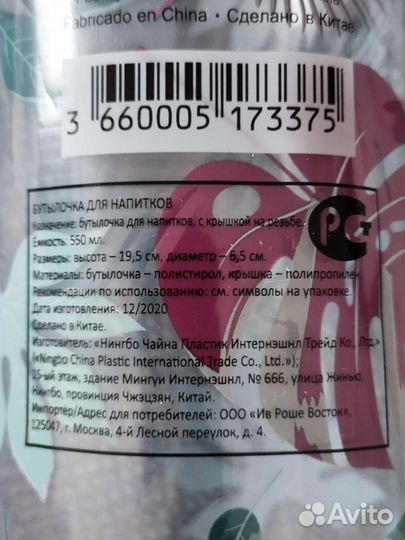 Fabricado en China • Сделано в Китае
3 660005 173375
БУТЫЛОЧКА ДЛЯ НАПИТКОВ
Назначение: бутылочка для напитков, с крышкой на резьбе.
Ёмкость: 550 мл.
Размеры: высота – 19,5 см, диаметр – 6,5 см.
Материалы: бутылочка – полистирол, крышка – полипропилен.
Рекомендации по использованию: см. символы на упаковке.
Дата изготовления: 12/2020
Сделано в Китае.
Изготовитель: «Нингбо Чайна Пластик Интернэшнл Трейд Ко., Лтд.»
(«Ningbo China Plastic International Trade Co., Ltd.»);
15-ый этаж, здание Мингуи Интернэшнл, № 666, улица Жинью,
Нингбо, провинция Чжэцзян, Китай.
Импортёр/Адрес для потребителей: ООО «Ив Роше Восток»,
125047, г. Москва, 4-й Лесной переулок, д. 4.
РСТ
Avito